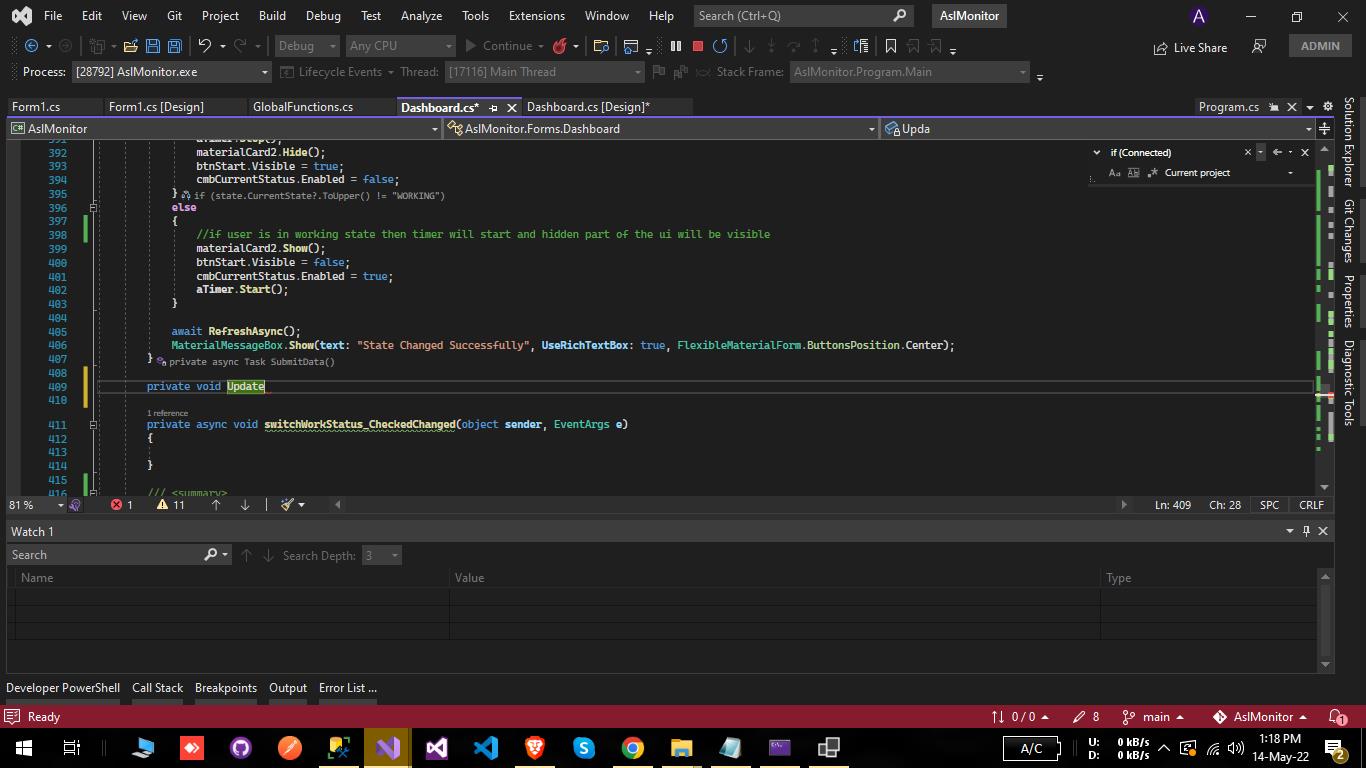 File Edit View Git Project Build Debug Test Analyze Tools Extensions Window Help Search (Ctrl+Q) AslMonitor A
Debug Any CPU Continue Live Share ADMIN
Process: [28792] AslMonitor.exe Lifecycle Events Thread: [17116] Main Thread Stack Frame: AslMonitor.Program.Main
Form1.cs Form1.cs [Design] GlobalFunctions.cs Dashboard.cs* Dashboard.cs [Design]* Program.cs
AslMonitor AslMonitor.Forms.Dashboard Upda
391 aTimer.Stop();
392 materialCard2.Hide();
393 btnStart.Visible = true;
394 cmbCurrentStatus.Enabled = false;
395 } if (state.CurrentState?.ToUpper() != "WORKING")
396 else
397 {
398 //if user is in working state then timer will start and hidden part of the ui will be visible
399 materialCard2.Show();
400 btnStart.Visible = false;
401 cmbCurrentStatus.Enabled = true;
402 aTimer.Start();
403 }
404
405 await RefreshAsync();
406 MaterialMessageBox.Show(text: "State Changed Successfully", UseRichTextBox: true, FlexibleMaterialForm.ButtonsPosition.Center);
407 } private async Task SubmitData()
408
409 private void Update
410
1 reference
411 private async void switchWorkStatus_CheckedChanged(object sender, EventArgs e)
412 {
413
414 }
415
416 /// <summary>
if (Connected)
Aa Current project
Solution Explorer
Git Changes
Properties
Diagnostic Tools
81 % 1 11 Ln: 409 Ch: 28 SPC CRLF
Watch 1
Search Search Depth: 3
Name Value Type
Developer PowerShell Call Stack Breakpoints Output Error List ...
Ready 0 / 0 8 main AslMonitor 1
A/C U: 0 kB/s 1:18 PM
D: 0 kB/s 14-May-22 2